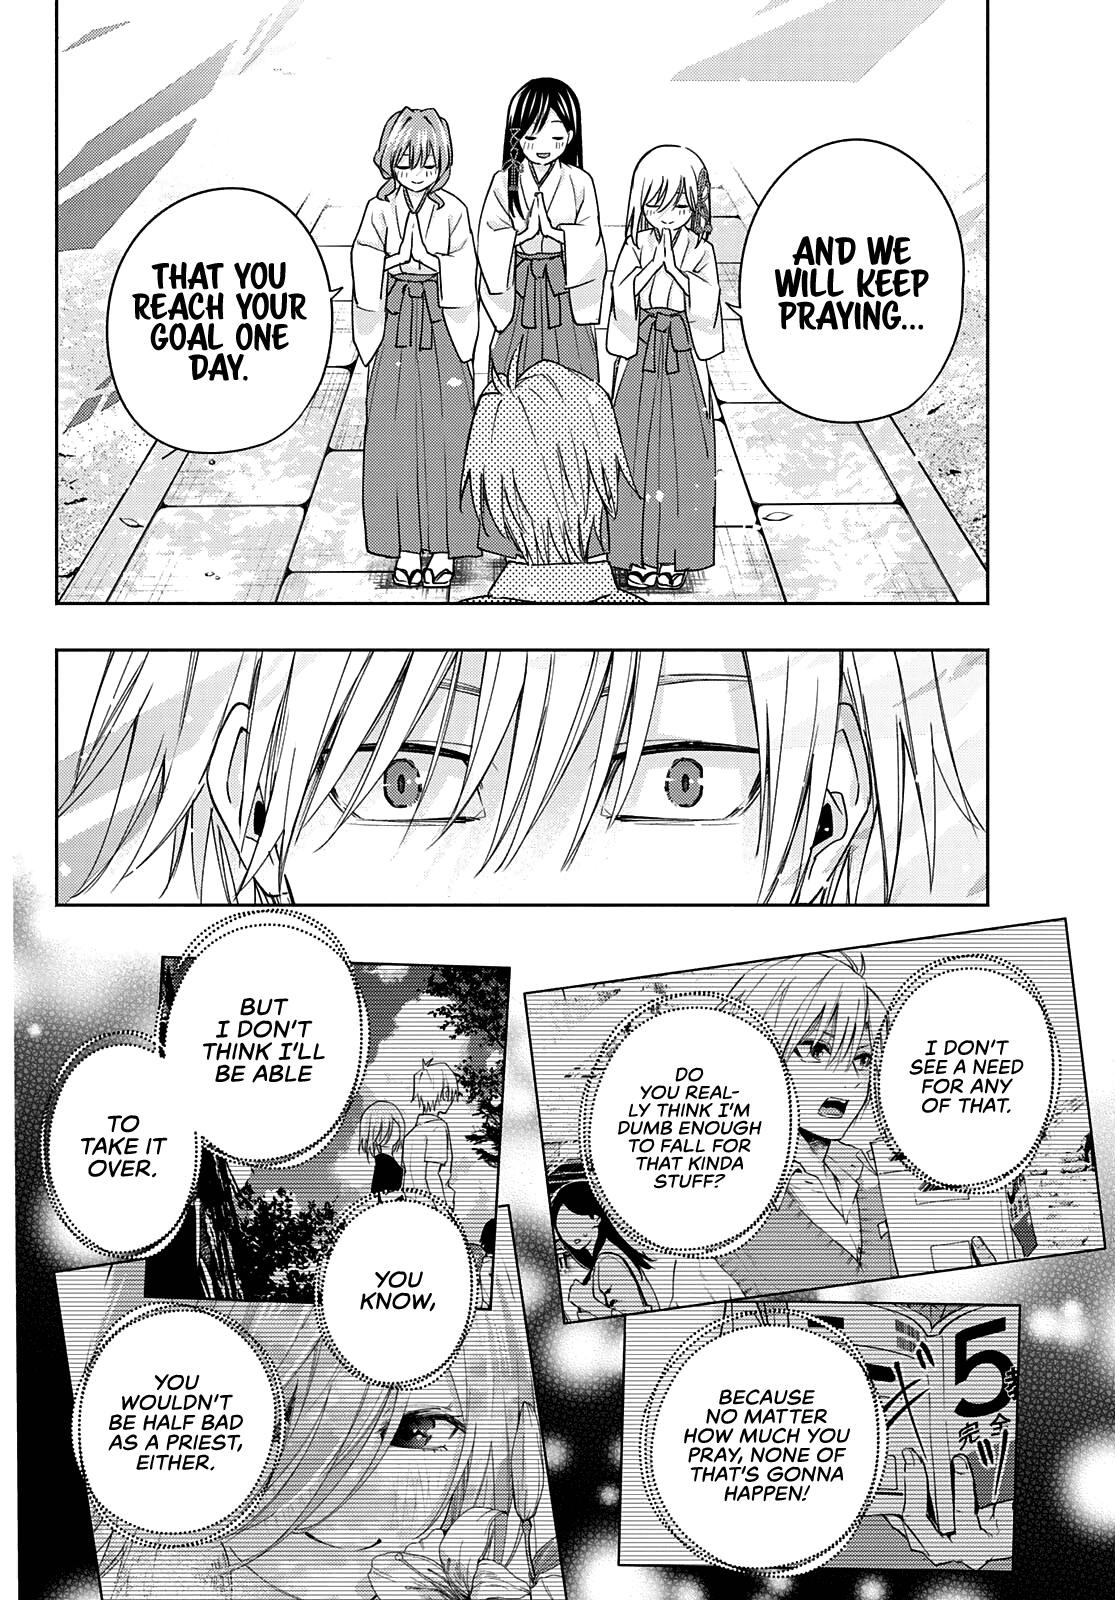 AND WE
WILL KEEP
PRAYING...
THAT YOU
REACH YOUR
GOAL ONE
DAY.
I DON'T
SEE A NEED
FOR ANY
OF THAT.
DO
YOU REAL-
LY THINK I'M
DUMB ENOUGH
TO FALL FOR
THAT KINDA
STUFF?
BUT
I DON'T
THINK I'LL
BE ABLE
TO
TAKE IT
OVER.
5
完全
BECAUSE
NO MATTER
HOW MUCH YOU
PRAY, NONE OF
THAT'S GONNA
HAPPEN!
YOU
KNOW,
YOU
WOULDN'T
BE HALF BAD
AS A PRIEST,
EITHER.